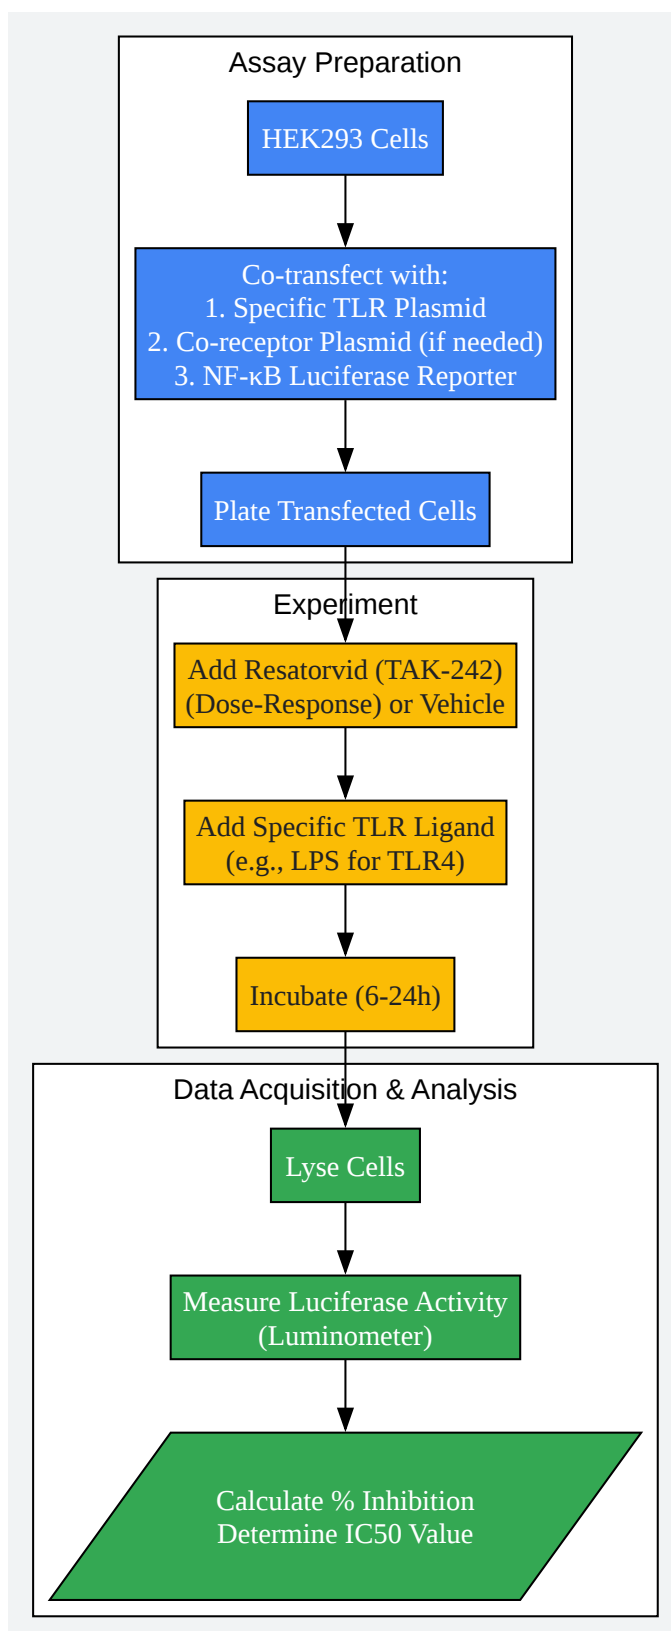 Assay Preparation
HEK293 Cells
Co-transfect with:
1. Specific TLR Plasmid
2. Co-receptor Plasmid (if needed)
3. NF-κB Luciferase Reporter
Plate Transfected Cells
Experiment
Add Resatorvid (TAK-242)
(Dose-Response) or Vehicle
Add Specific TLR Ligand
(e.g., LPS for TLR4)
Incubate (6-24h)
Data Acquisition & Analysis
Lyse Cells
Measure Luciferase Activity
(Luminometer)
Calculate % Inhibition
Determine IC50 Value